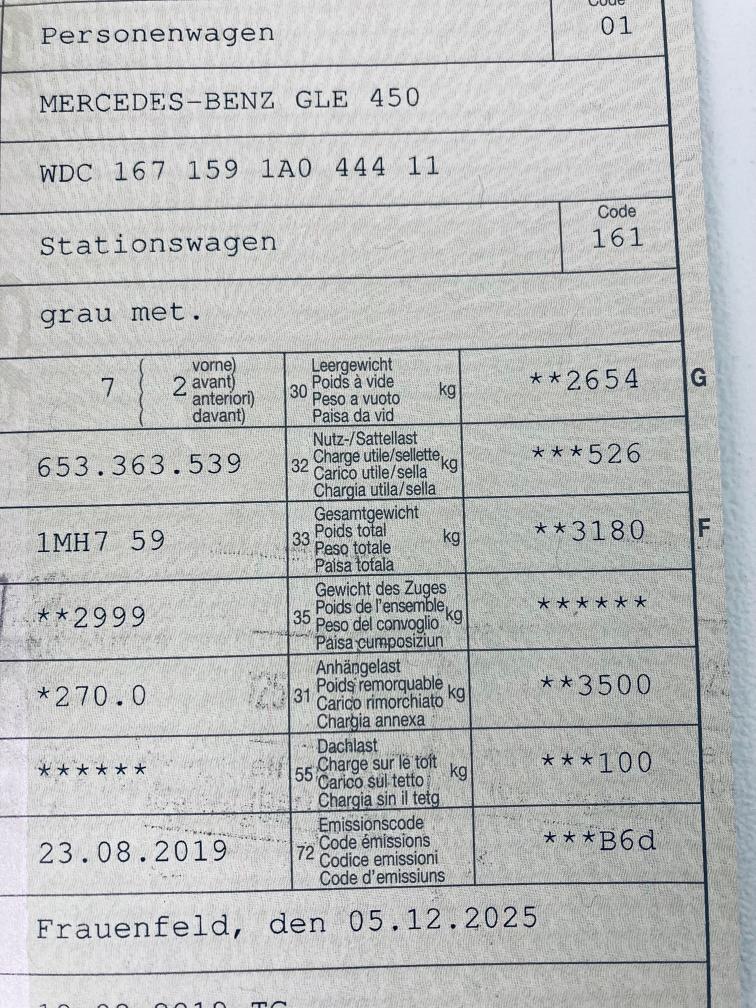 Code
Personenwagen
01
MERCEDES-BENZ GLE 450
WDC 167 159 1A0 444 11
Code
Stationswagen
161
grau met.
7
2
vorne)
avant)
anteriori)
davant)
30
Leergewicht
Poids à vide
Peso a vuoto
Paisa da vid
kg
**2654
G
653.363.539
32
Nutz-/Sattellast
Charge utile/sellette
Carico utile/sella
Chargia utila/sella
kg
***526
1MH7 59
33
Gesamtgewicht
Poids total
Peso totale
Paisa totala
kg
**3180
F
**2999
35
Gewicht des Zuges
Poids de l'ensemble
Peso del convoglio
Paisa cumposiziun
kg
******
*270.0
31
Anhängelast
Poids remorquable
Carico rimorchiato
Chargia annexa
kg
**3500
******
55
Dachlast
Charge sur le toit
Carico sul tetto
Chargia sin il tetg
kg
***100
23.08.2019
72
Emissionscode
Code émissions
Codice emissioni
Code d'emissiuns
***B6d
Frauenfeld, den 05.12.2025